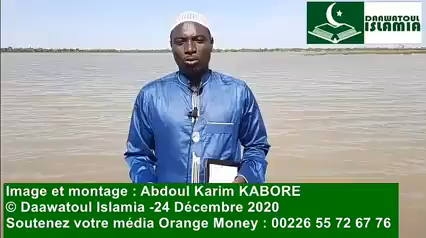 DAAWATOUL
ISLAMIA
Image et montage : Abdoul Karim KABORE
© Daawatoul Islamia -24 Décembre 2020
Soutenez votre média Orange Money : 00226 55 72 67 76